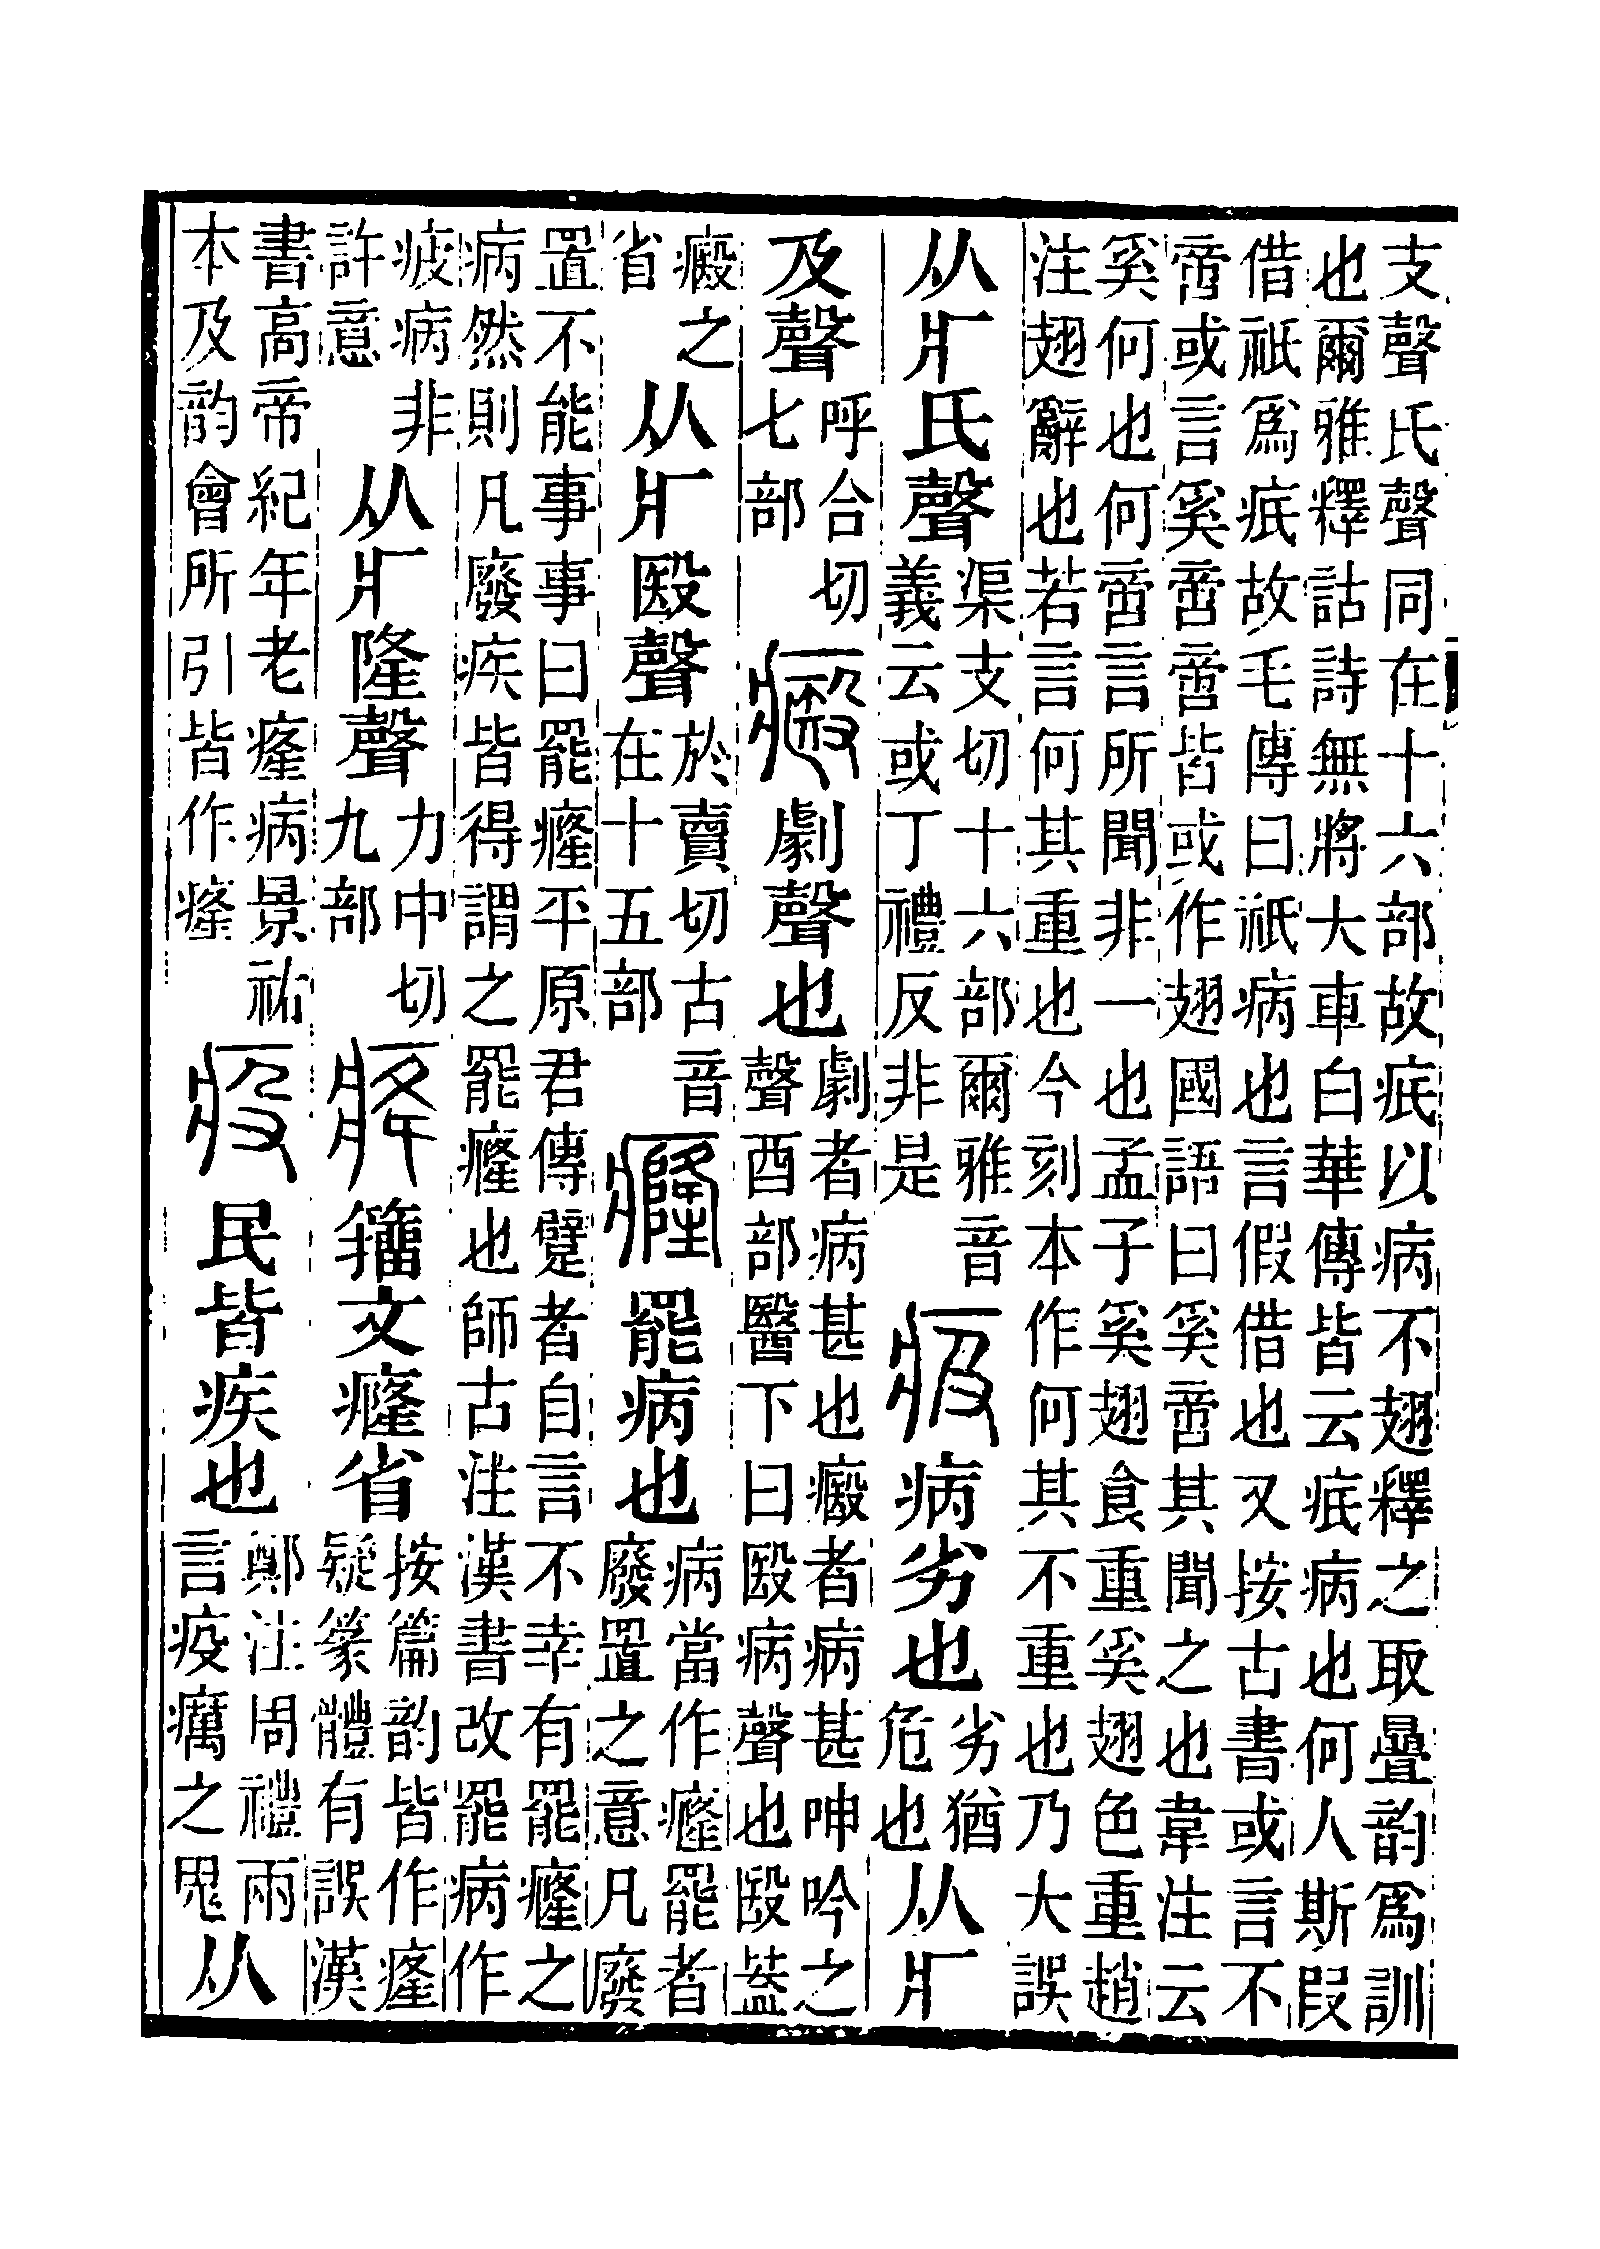 支聲氏聲同在十六部故疷以病不翅釋之取疊韵爲訓
也爾雅釋詁詩無將大車白華傳皆云疷病也何人斯叚
借祇爲疷故毛傳曰祇病也言假借也又按古書或言不
啻或言奚啻啻皆或作翅國語曰奚啻其聞之也韋注云
奚何也何啻言所聞非一也孟子奚翅食重奚翅色重趙
注翅辭也若言何其重也今刻本作何其不重也乃大誤
从疒氏聲渠支切十六部爾雅音義云或丁禮反非是㽺病劣也劣猶危也从疒
及聲呼合切七部㿄劇聲也劇者病甚也㿄者病甚呻吟之聲酉部醫下曰殹病聲也殹葢
㿄之省从疒殹聲於賣切古音在十五部癃罷病也病當作癃罷者廢置之意凡廢
置不能事事曰罷癃平原君傳躄者自言不幸有罷癃之
病然則凡廢疾皆得謂之罷癃也師古注漢書改罷病作
疲病非許意从疒隆聲力中切九部籒文癃省按篇韵皆作𤸇疑篆體有誤漢
書高帝紀年老𤸇病景祐本及韵會所引皆作𤸇疫民皆疾也鄭注周禮兩言疫癘之鬼从